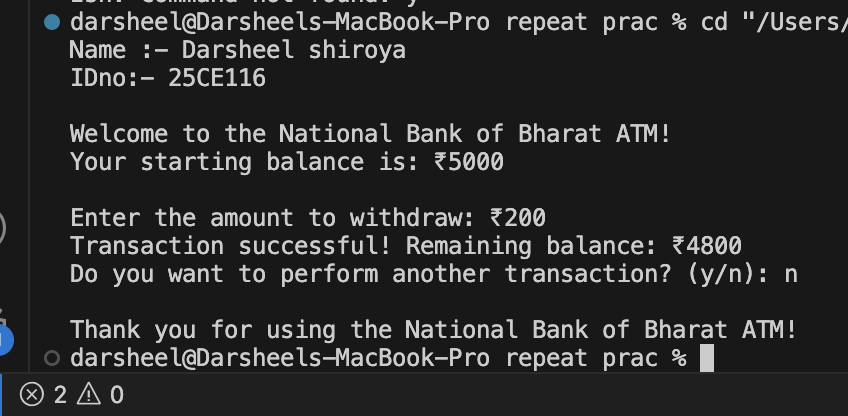 darsheel@Darsheels-MacBook-Pro repeat prac % cd "/Users/
Name :- Darsheel shiroya
IDno:- 25CE116
Welcome to the National Bank of Bharat ATM!
Your starting balance is: ₹5000
Enter the amount to withdraw: ₹200
Transaction successful! Remaining balance: ₹4800
Do you want to perform another transaction? (y/n): n
Thank you for using the National Bank of Bharat ATM!
darsheel@Darsheels-MacBook-Pro repeat prac %
2 0